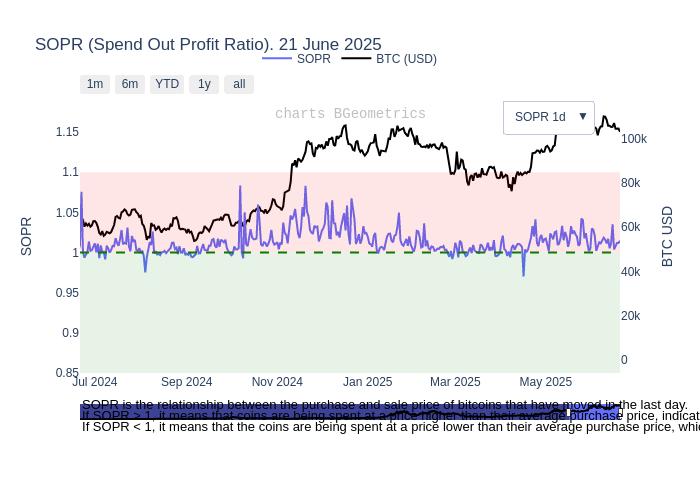 SOPR (Spend Out Profit Ratio). 21 June 2025
SOPR BTC (USD)
1m 6m YTD 1y all
charts BGeometrics
SOPR 1d ▼
1.15
1.1
1.05
1
0.95
0.9
0.85
SOPR
100k
80k
60k
40k
20k
0
BTC USD
Jul 2024 Sep 2024 Nov 2024 Jan 2025 Mar 2025 May 2025
SOPR is the relationship between the purchase and sale price of bitcoins that have moved in the last day.
If SOPR > 1, it means that coins are being spent at a price higher than their average purchase price, indicat
If SOPR < 1, it means that the coins are being spent at a price lower than their average purchase price, whic